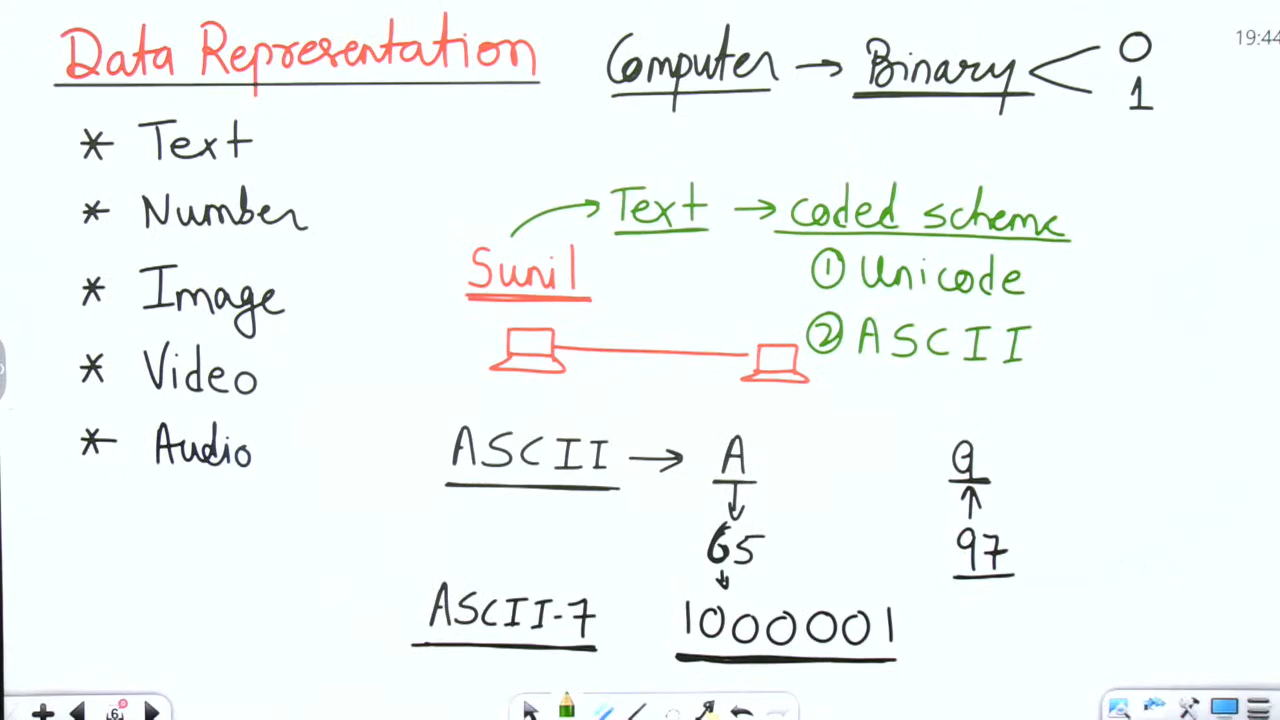 Data Representation
Computer → Binary < 0
1
19:44
* Text
* Number
* Image
* Video
* Audio
Text → coded scheme
Sunil
① Unicode
② ASCII
ASCII → A
↓
65
↓
1000001
a
↑
97
ASCII-7